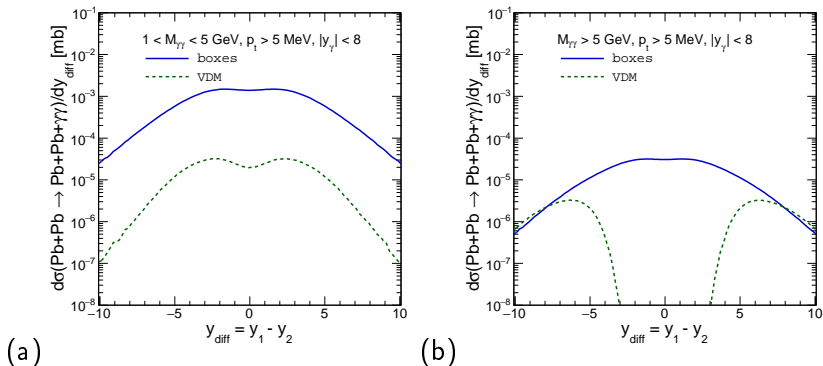 dσ(Pb+Pb → Pb+Pb+γγ)/dy_diff [mb]
10⁻¹
10⁻²
10⁻³
10⁻⁴
10⁻⁵
10⁻⁶
10⁻⁷
10⁻⁸
1 < M_γγ < 5 GeV, p_t > 5 MeV, |y_γ| < 8
boxes
VDM
−10 −5 0 5 10
y_diff = y_1 - y_2
(a)
dσ(Pb+Pb → Pb+Pb+γγ)/dy_diff [mb]
10⁻¹
10⁻²
10⁻³
10⁻⁴
10⁻⁵
10⁻⁶
10⁻⁷
10⁻⁸
M_γγ > 5 GeV, p_t > 5 MeV, |y_γ| < 8
boxes
VDM
−10 −5 0 5 10
y_diff = y_1 - y_2
(b)